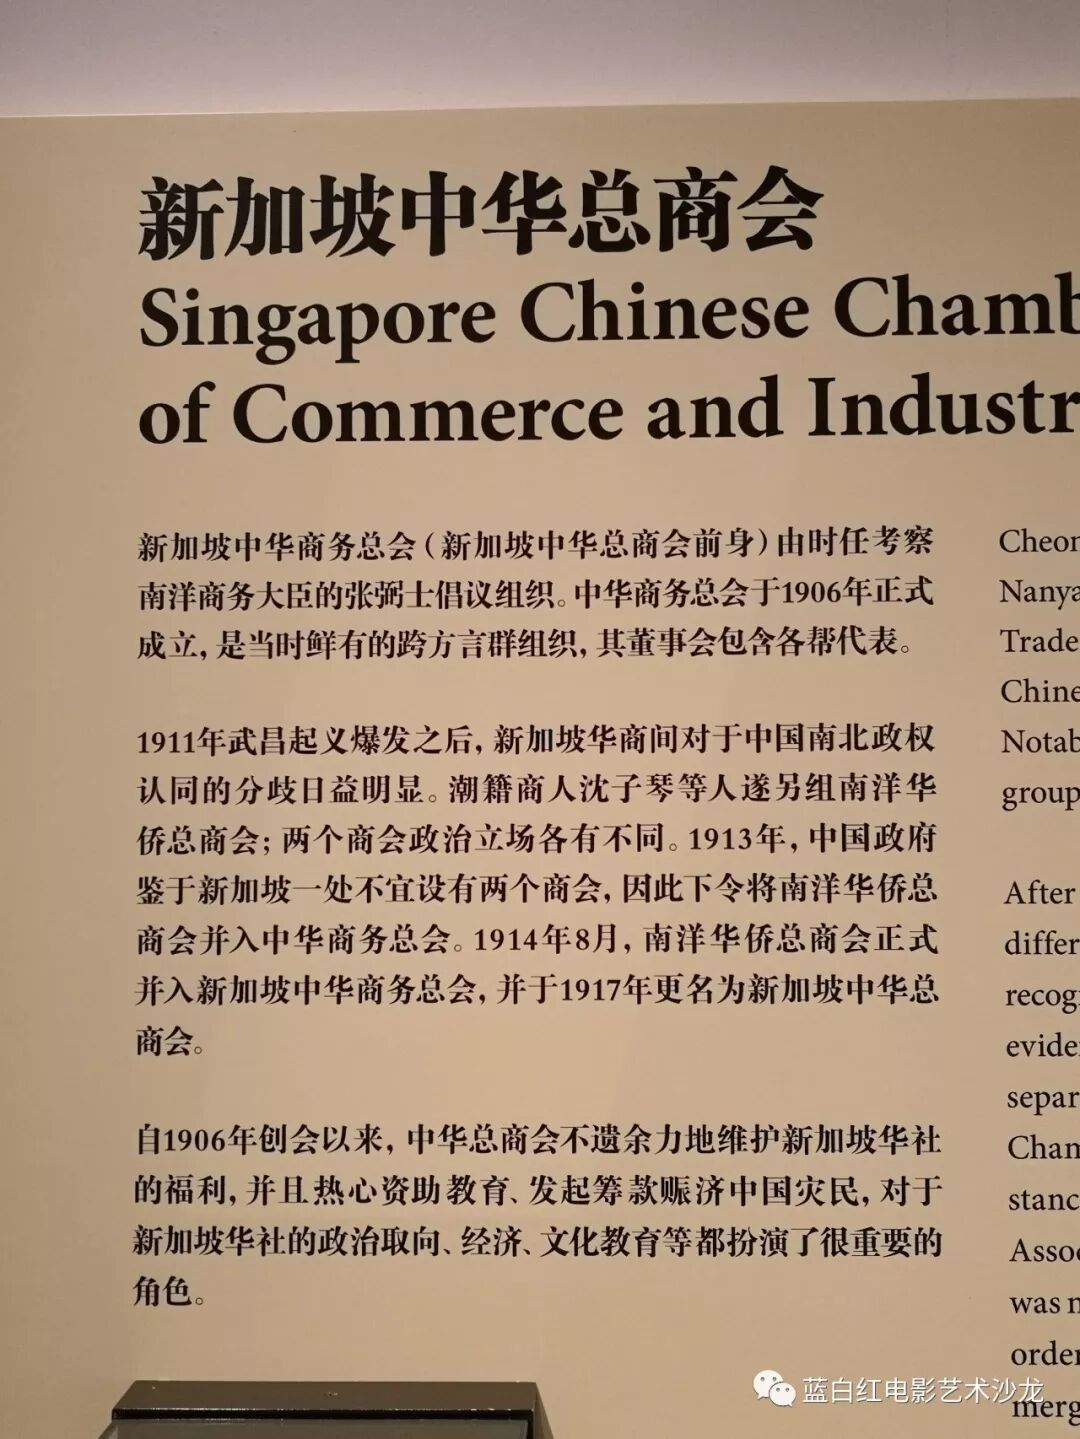 新加坡中华总商会
Singapore Chinese Chamb
of Commerce and Industr
新加坡中华商务总会（新加坡中华总商会前身）由时任考察
南洋商务大臣的张弼士倡议组织。中华商务总会于1906年正式
成立，是当时鲜有的跨方言群组织，其董事会包含各帮代表。
1911年武昌起义爆发之后，新加坡华商间对于中国南北政权
认同的分歧日益明显。潮籍商人沈子琴等人遂另组南洋华
侨总商会；两个商会政治立场各有不同。1913年，中国政府
鉴于新加坡一处不宜设有两个商会，因此下令将南洋华侨总
商会并入中华商务总会。1914年8月，南洋华侨总商会正式
并入新加坡中华商务总会，并于1917年更名为新加坡中华总
商会。
自1906年创会以来，中华总商会不遗余力地维护新加坡华社
的福利，并且热心资助教育、发起筹款赈济中国灾民，对于
新加坡华社的政治取向、经济、文化教育等都扮演了很重要的
角色。
Cheon
Nanya
Trade
Chine
Notab
group
After
differ
recog
evide
separ
Cham
stanc
Asso
was n
order
merg
蓝白红电影艺术沙龙